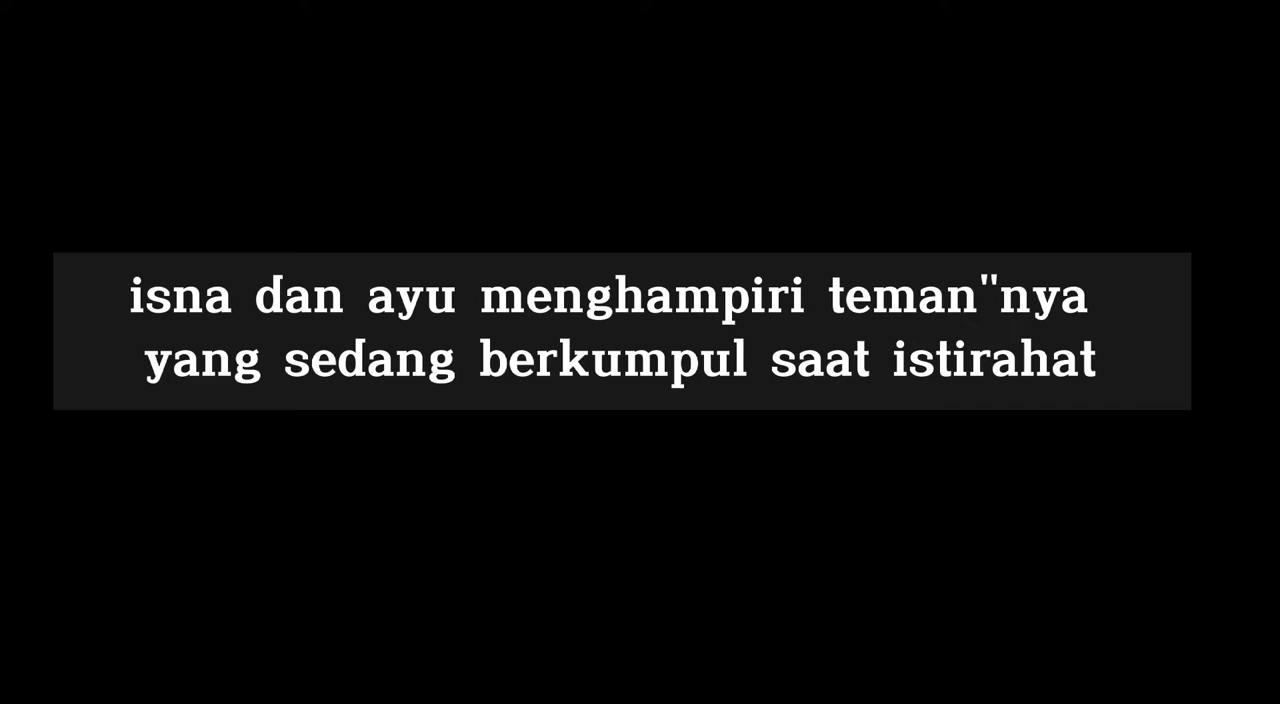 isna dan ayu menghampiri teman"nya
yang sedang berkumpul saat istirahat